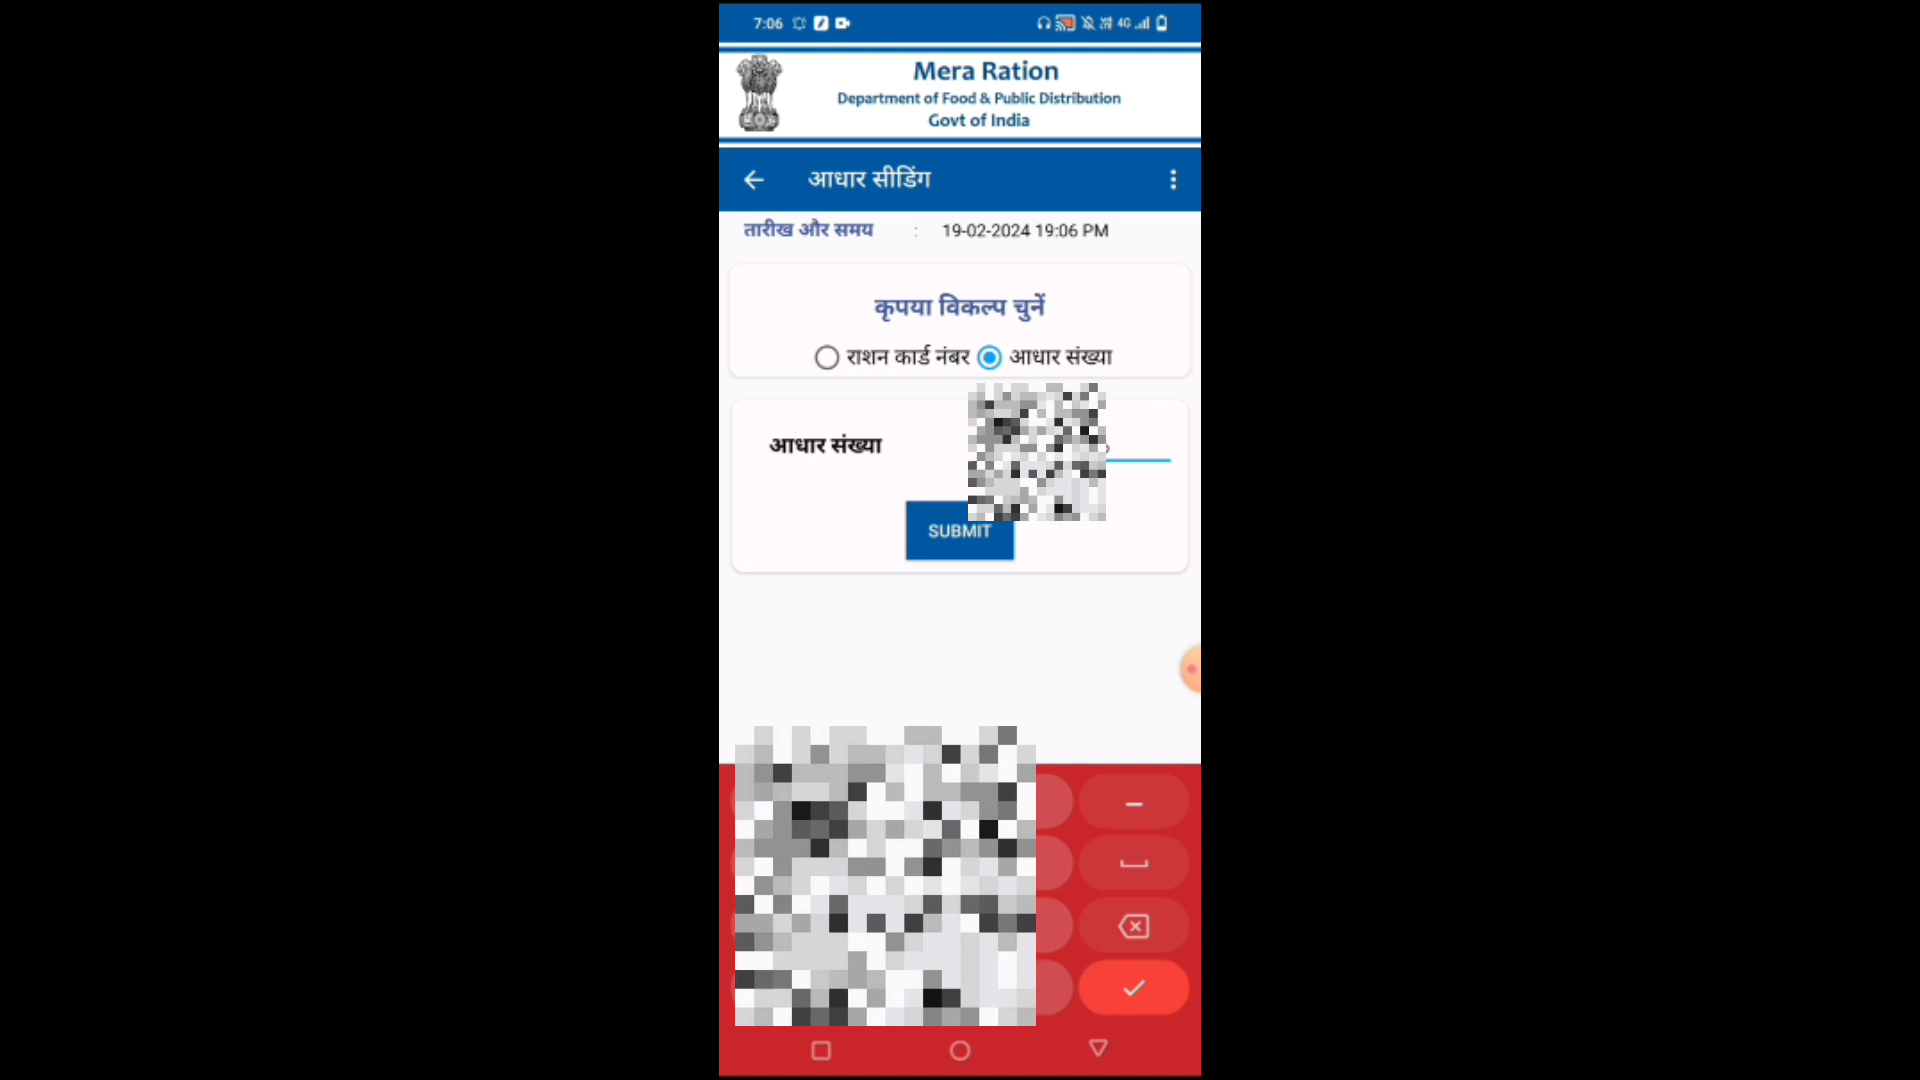 7:06 4G
Mera Ration
Department of Food & Public Distribution
Govt of India
आधार सीडिंग
तारीख और समय : 19-02-2024 19:06 PM
कृपया विकल्प चुनें
राशन कार्ड नंबर आधार संख्या
आधार संख्या
SUBMIT